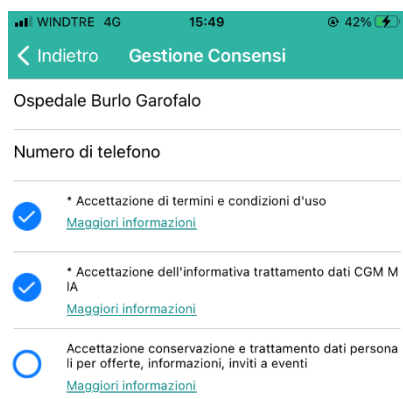 WINDTRE 4G 15:49 42%
Indietro Gestione Consensi
Ospedale Burlo Garofalo
Numero di telefono
* Accettazione di termini e condizioni d'uso
Maggiori informazioni
* Accettazione dell'informativa trattamento dati CGM M
IA
Maggiori informazioni
Accettazione conservazione e trattamento dati persona
li per offerte, informazioni, inviti a eventi
Maggiori informazioni